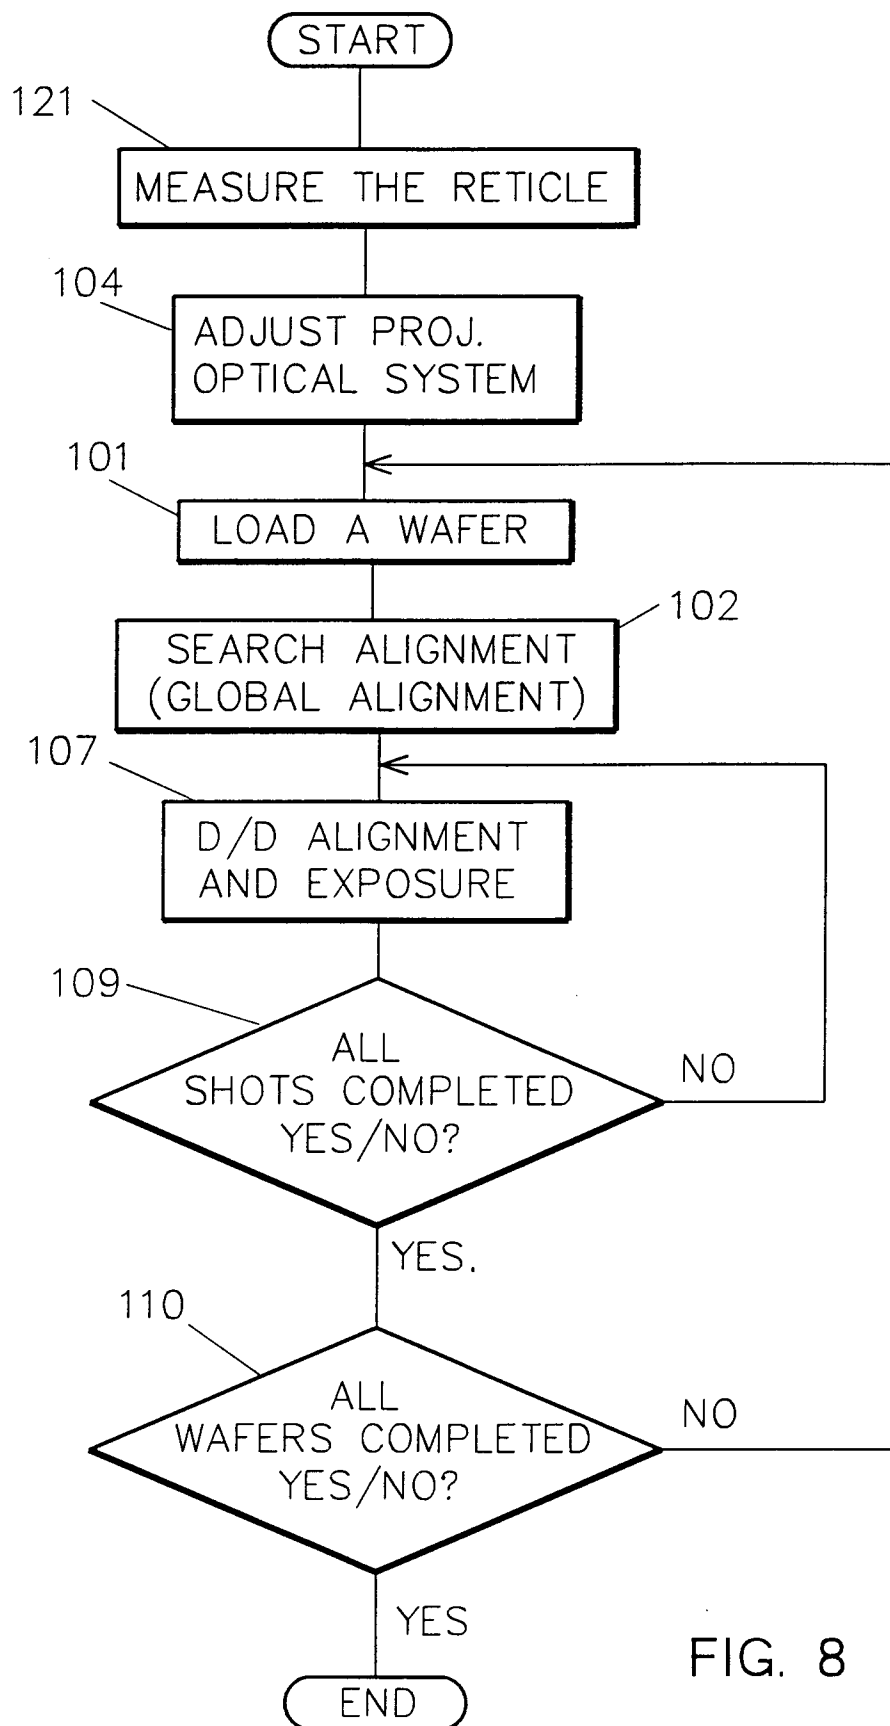 START
121
MEASURE THE RETICLE
104
ADJUST PROJ.
OPTICAL SYSTEM
101
LOAD A WAFER
102
SEARCH ALIGNMENT
(GLOBAL ALIGNMENT)
107
D/D ALIGNMENT
AND EXPOSURE
109
ALL
SHOTS COMPLETED
YES/NO?
NO
YES.
110
ALL
WAFERS COMPLETED
YES/NO?
NO
YES
END
FIG. 8